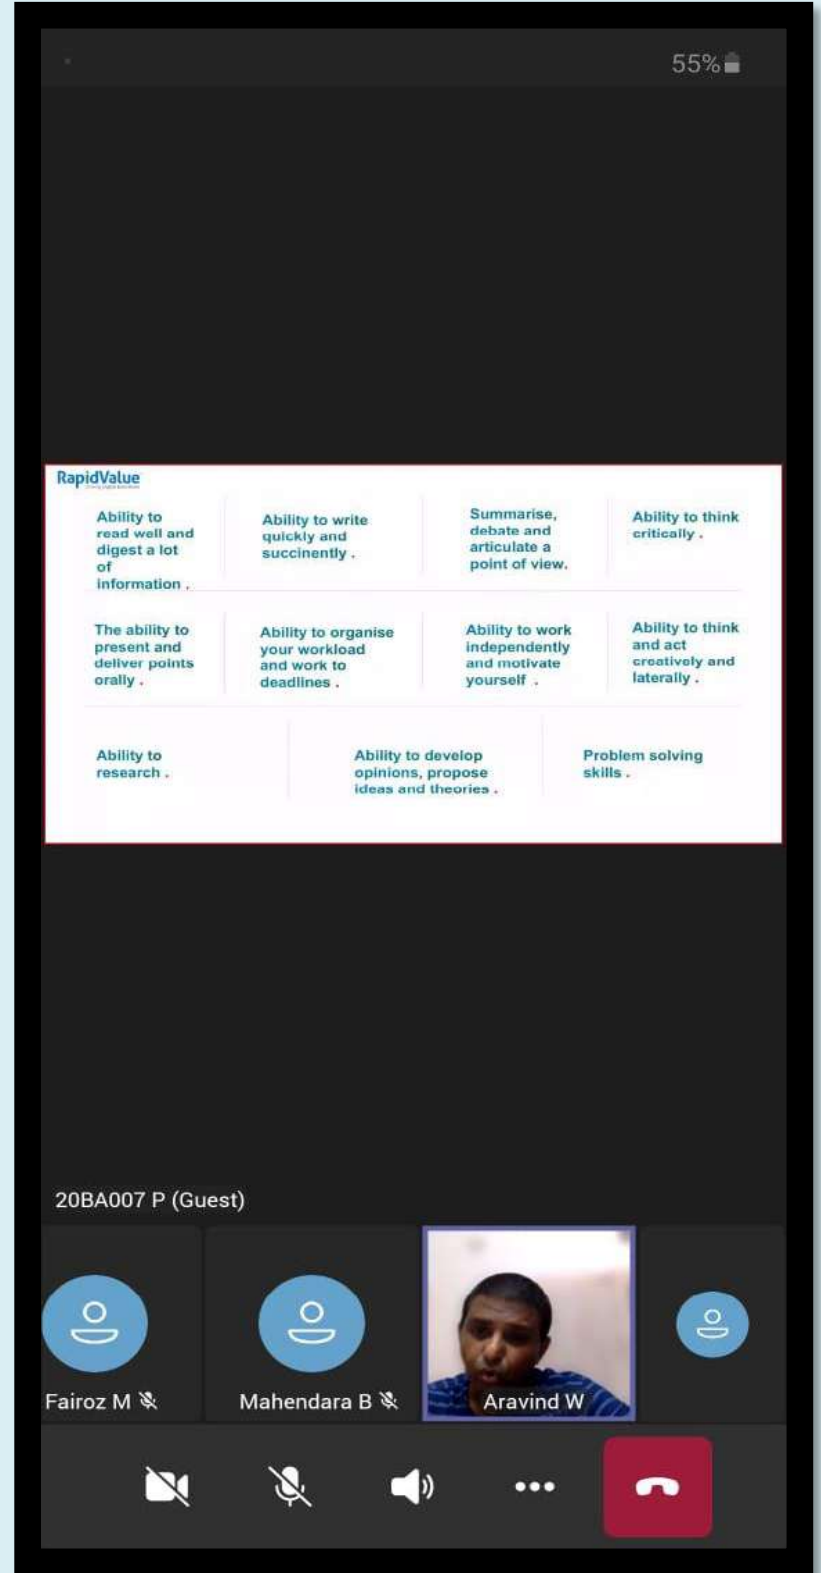 55%
RapidValue
Ability to
read well and
digest a lot
of
information .
Ability to write
quickly and
succinently .
Summarise,
debate and
articulate a
point of view.
Ability to think
critically .
The ability to
present and
deliver points
orally .
Ability to organise
your workload
and work to
deadlines .
Ability to work
independently
and motivate
yourself .
Ability to think
and act
creatively and
laterally .
Ability to
research .
Ability to develop
opinions, propose
ideas and theories .
Problem solving
skills .
20BA007 P (Guest)
Fairoz M
Mahendara B
Aravind W